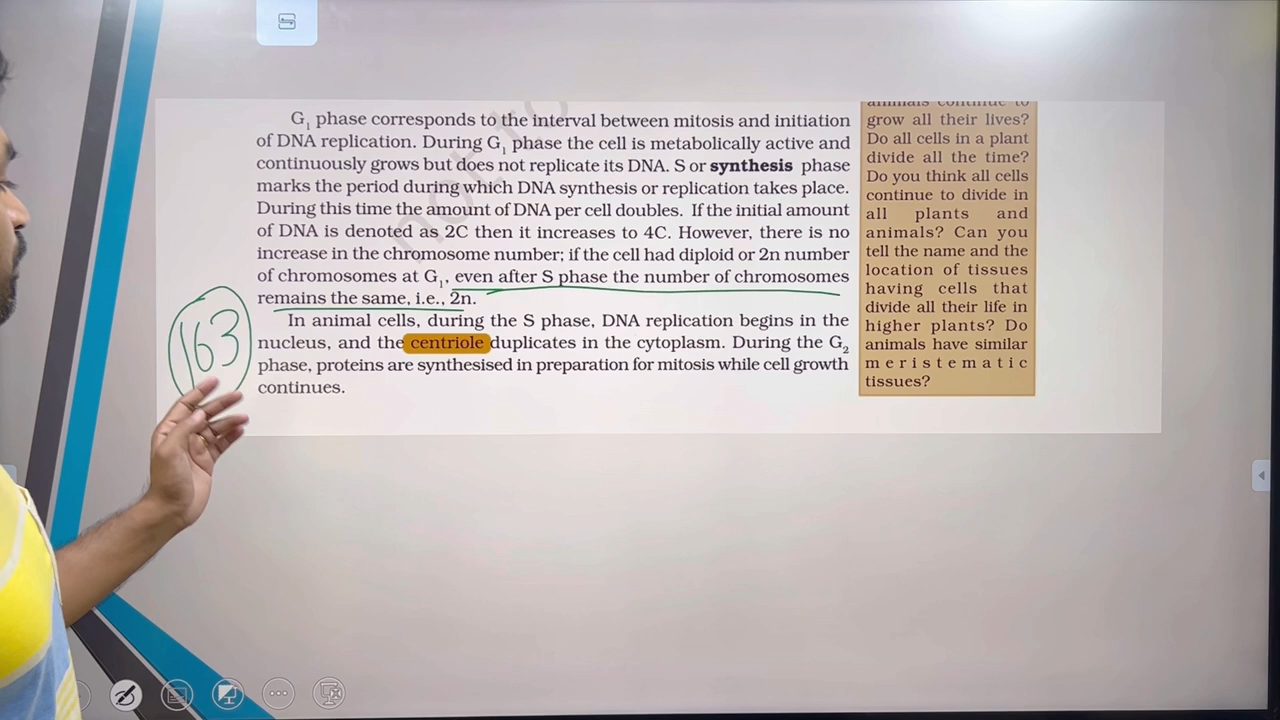 G₁ phase corresponds to the interval between mitosis and initiation
of DNA replication. During G₁ phase the cell is metabolically active and
continuously grows but does not replicate its DNA. S or synthesis phase
marks the period during which DNA synthesis or replication takes place.
During this time the amount of DNA per cell doubles. If the initial amount
of DNA is denoted as 2C then it increases to 4C. However, there is no
increase in the chromosome number; if the cell had diploid or 2n number
of chromosomes at G₁, even after S phase the number of chromosomes
remains the same, i.e., 2n.
In animal cells, during the S phase, DNA replication begins in the
nucleus, and the centriole duplicates in the cytoplasm. During the G₂
phase, proteins are synthesised in preparation for mitosis while cell growth
continues.
163
animals continue to
grow all their lives?
Do all cells in a plant
divide all the time?
Do you think all cells
continue to divide in
all plants and
animals? Can you
tell the name and the
location of tissues
having cells that
divide all their life in
higher plants? Do
animals have similar
meristematic
tissues?
not to